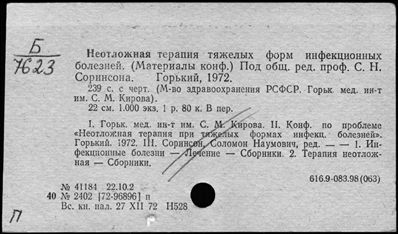 Б
7623
Неотложная терапия тяжелых форм инфекционных
болезней. (Материалы конф.) Под общ. ред. проф. С. Н.
Соринсона. Горький, 1972.
239 с. с черт. (М-во здравоохранения РСФСР. Горьк. мед. ин-т
им. С. М. Кирова).
22 см. 1.000 экз. 1 р. 80 к. В пер.
I. Горьк. мед. ин-т им. С. М. Кирова. II. Конф. по проблеме
«Неотложная терапия при тяжелых формах инфекц. болезней».
Горький. 1972. III. Соринсон, Соломон Наумович, ред. — — 1. Ин-
фекционные болезни — Лечение — Сборники. 2. Терапия неотлож-
ная — Сборники.
616.9-083.98 (063)
№ 41184 22.10.2
40 № 2402 [72-96896] п
Вс. кн. пал. 27 XII 72 Н528
П